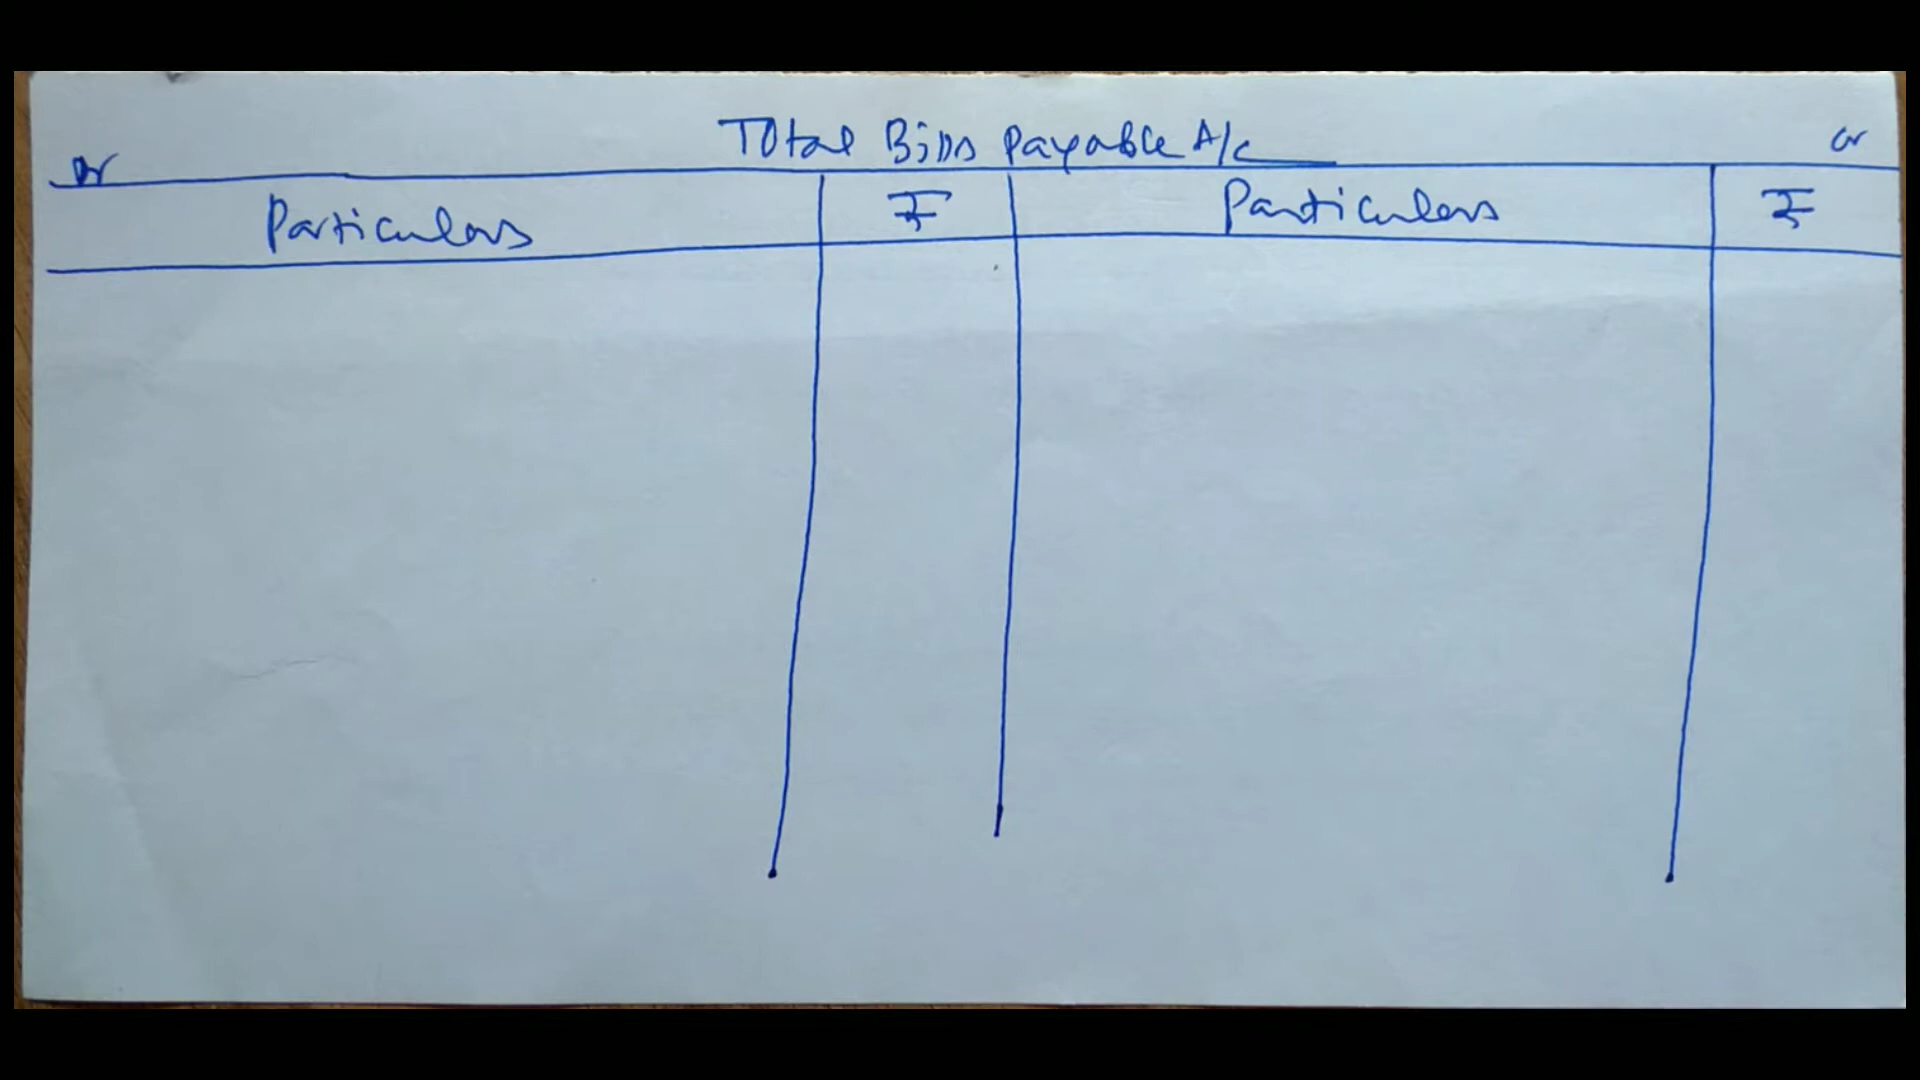 Total Bills Payable A/c
Dr Cr
Particulars ₹ Particulars ₹